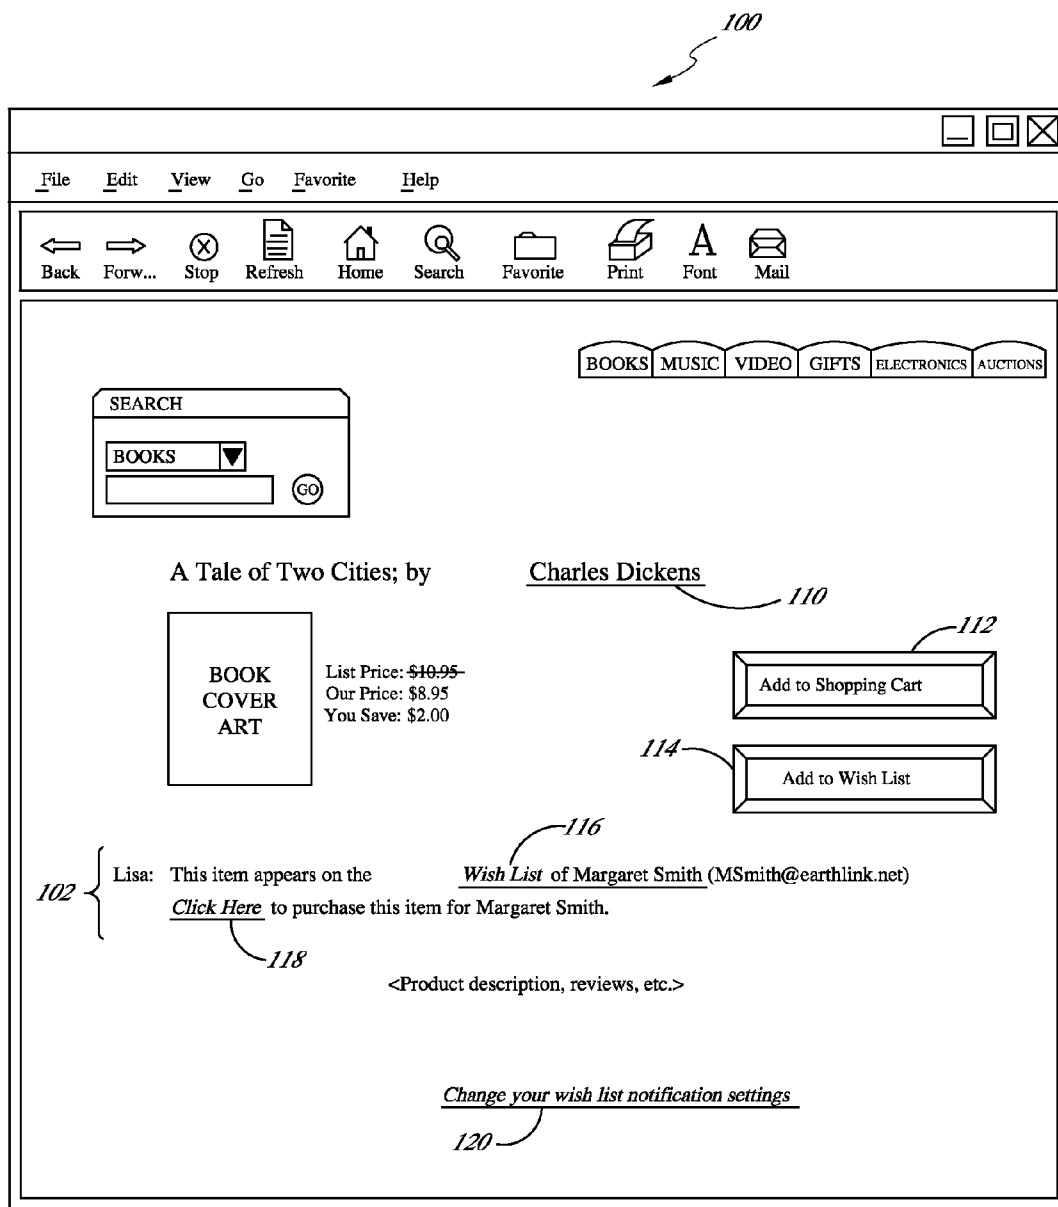 100
File Edit View Go Favorite Help
Back Forw... Stop Refresh Home Search Favorite Print Font Mail
BOOKS MUSIC VIDEO GIFTS ELECTRONICS AUCTIONS
SEARCH
BOOKS
GO
A Tale of Two Cities; by Charles Dickens
110
112
BOOK
COVER
ART
List Price: $10.95
Our Price: $8.95
You Save: $2.00
Add to Shopping Cart
114
Add to Wish List
116
102
Lisa: This item appears on the Wish List of Margaret Smith (MSmith@earthlink.net)
Click Here to purchase this item for Margaret Smith.
118
<Product description, reviews, etc.>
Change your wish list notification settings
120